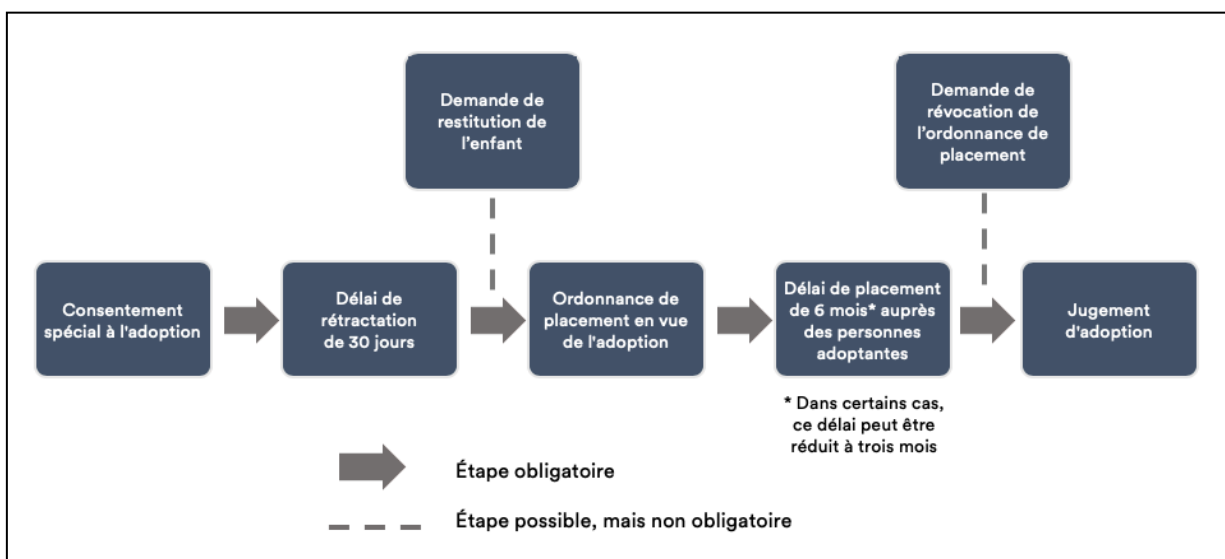 Demande de
restitution de
l'enfant
Demande de
révocation de
l'ordonnance de
placement
Consentement
spécial à l'adoption
Délai de
rétractation
de 30 jours
Ordonnance de
placement en vue
de l'adoption
Délai de placement
de 6 mois* auprès
des personnes
adoptantes
Jugement
d'adoption
* Dans certains cas,
ce délai peut être
réduit à trois mois
Étape obligatoire
Étape possible, mais non obligatoire